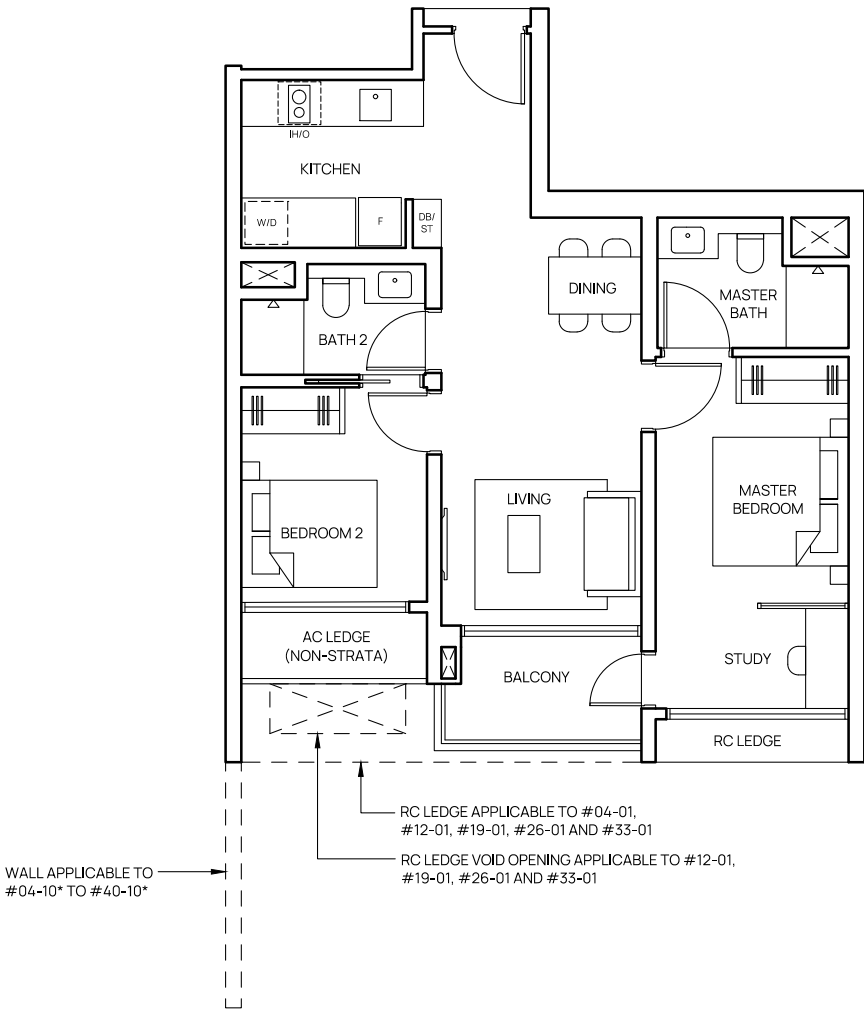 IH/O
KITCHEN
W/D
F
DB/
ST
DINING
MASTER
BATH
BATH 2
LIVING
MASTER
BEDROOM
BEDROOM 2
AC LEDGE
(NON-STRATA)
BALCONY
STUDY
RC LEDGE
RC LEDGE APPLICABLE TO #04-01,
#12-01, #19-01, #26-01 AND #33-01
RC LEDGE VOID OPENING APPLICABLE TO #12-01,
#19-01, #26-01 AND #33-01
WALL APPLICABLE TO
#04-10* TO #40-10*